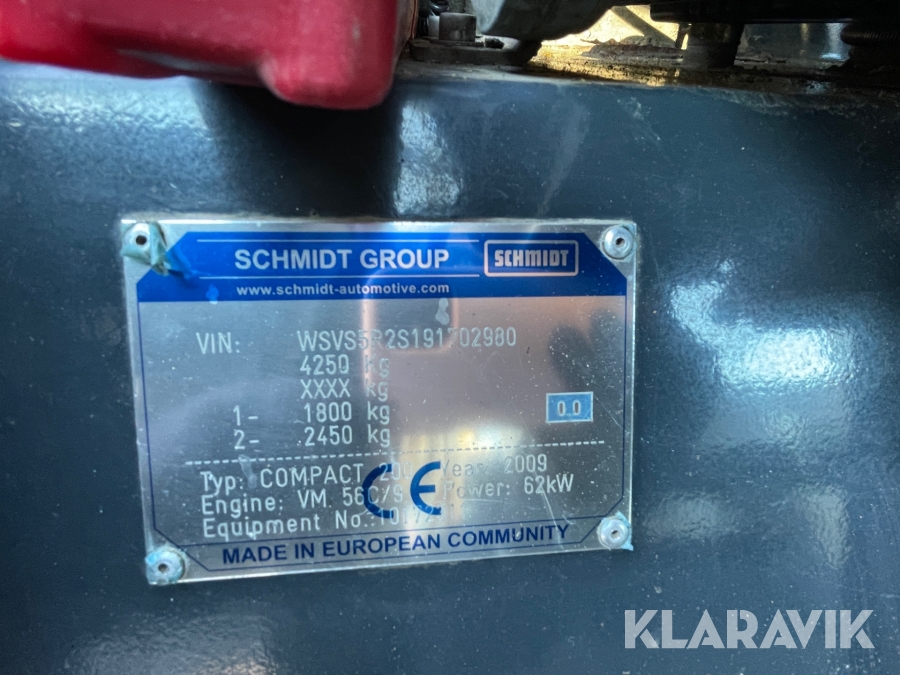 SCHMIDT GROUP SCHMIDT
www.schmidt-automotive.com
VIN:
4250 kg
XXXX kg
1- 1800 kg
2- 2450 kg
0.0
Typ: COMPACT 2009
Engine: VM CE Power: 62kW
Equipment No.:
MADE IN EUROPEAN COMMUNITY
KLARAVIK